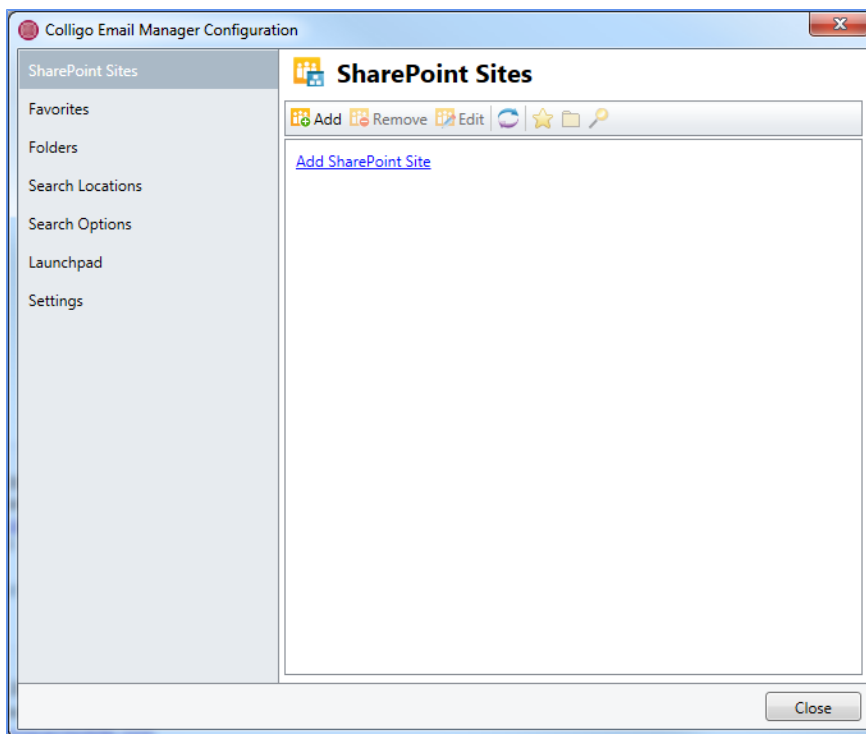 Colligo Email Manager Configuration
SharePoint Sites
Favorites
Folders
Search Locations
Search Options
Launchpad
Settings
SharePoint Sites
Add Remove Edit
Add SharePoint Site
Close